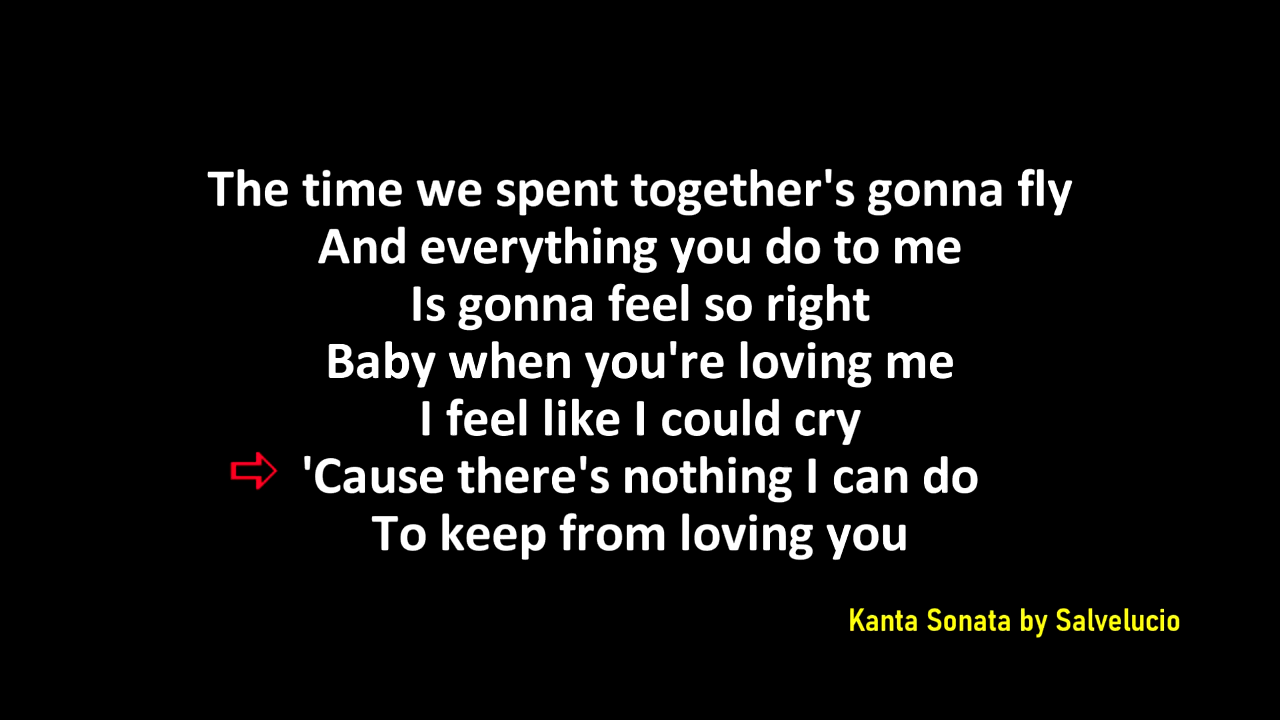 The time we spent together's gonna fly
And everything you do to me
Is gonna feel so right
Baby when you're loving me
I feel like I could cry
'Cause there's nothing I can do
To keep from loving you
Kanta Sonata by Salvelucio